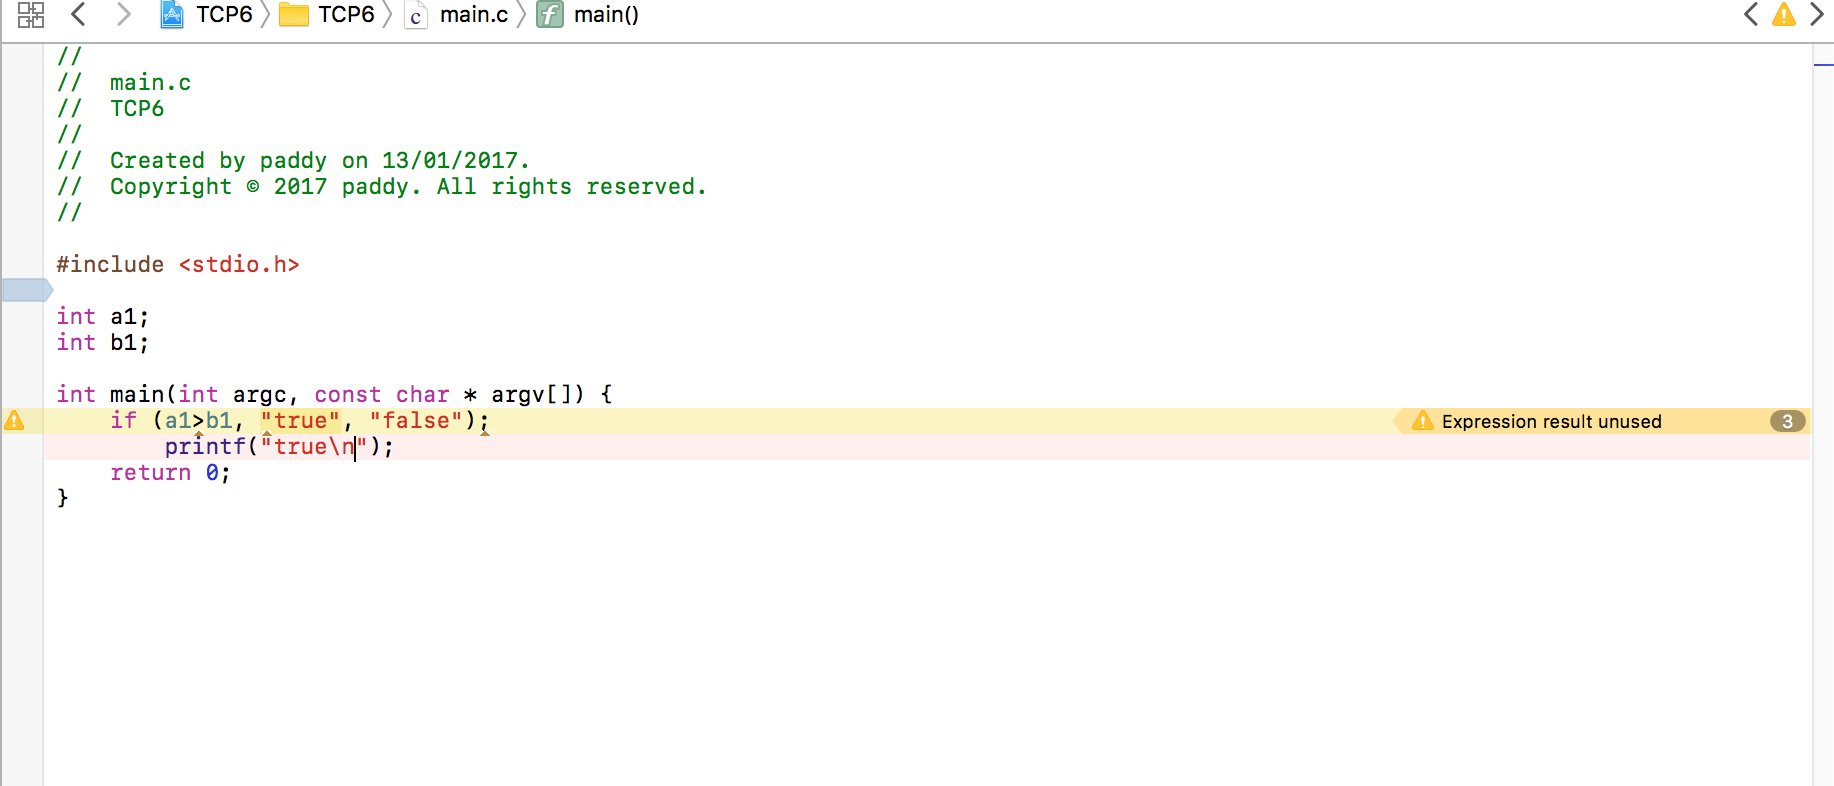 TCP6 TCP6 c main.c f main()
//
// main.c
// TCP6
//
// Created by paddy on 13/01/2017.
// Copyright © 2017 paddy. All rights reserved.
//
#include <stdio.h>
int a1;
int b1;
int main(int argc, const char * argv[]) {
if (a1>b1, "true", "false"); Expression result unused 3
printf("true\n");
return 0;
}